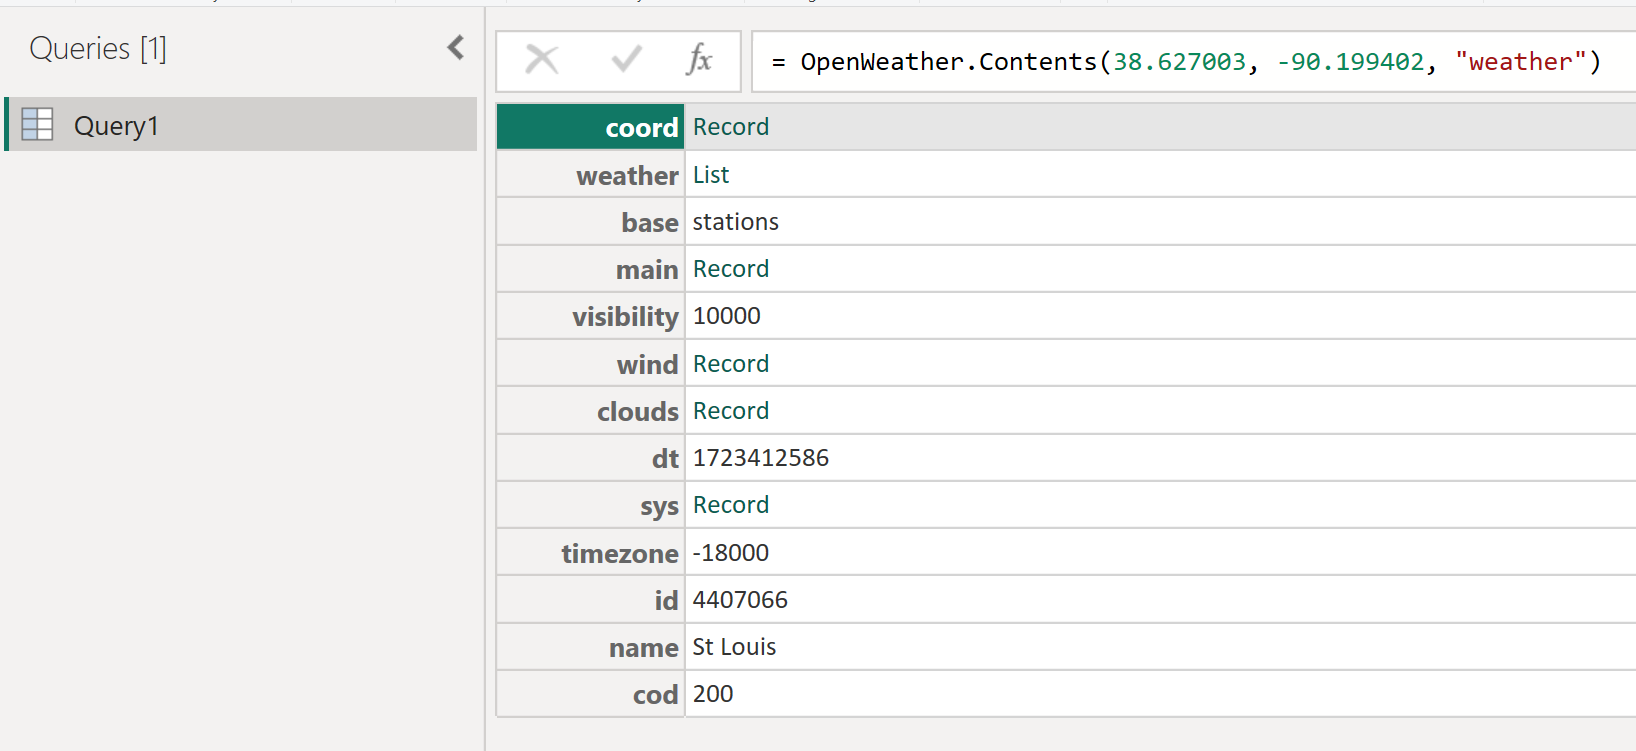 Queries [1]
fx
= OpenWeather.Contents(38.627003, -90.199402, "weather")
Query1
coord Record
weather List
base stations
main Record
visibility 10000
wind Record
clouds Record
dt 1723412586
sys Record
timezone -18000
id 4407066
name St Louis
cod 200